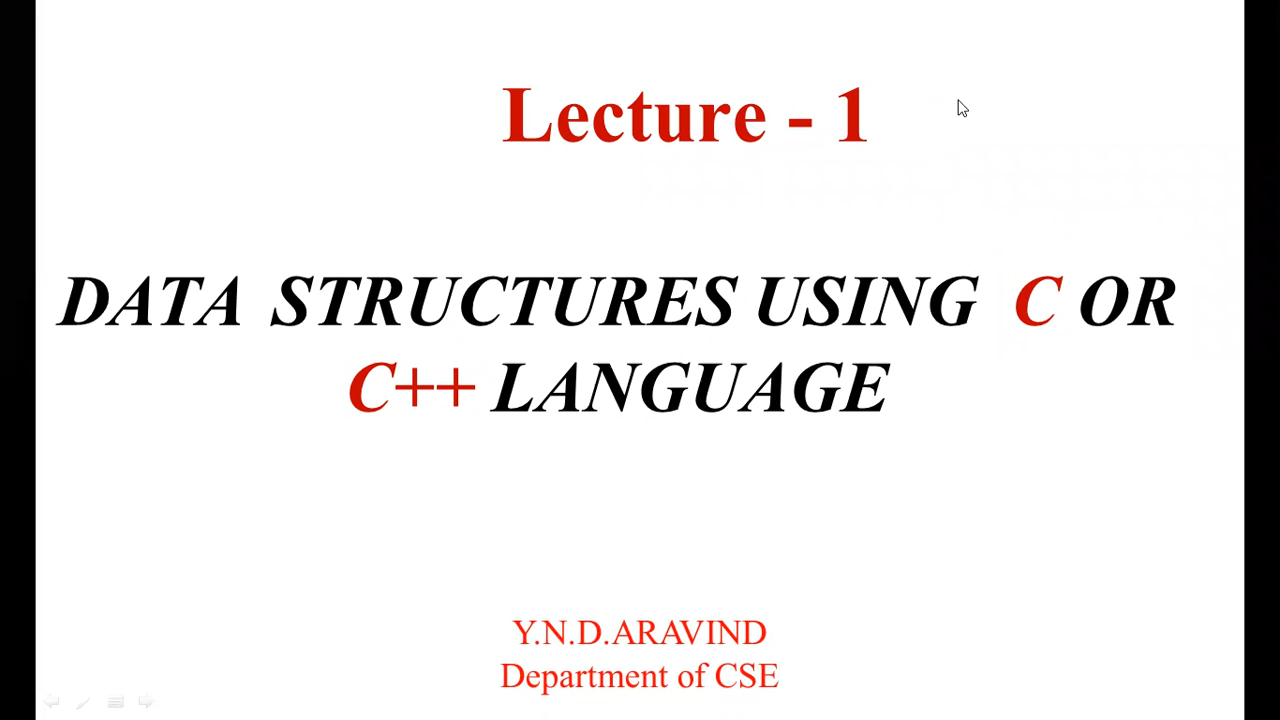 Lecture - 1
DATA STRUCTURES USING C OR
C++ LANGUAGE
Y.N.D.ARAVIND
Department of CSE